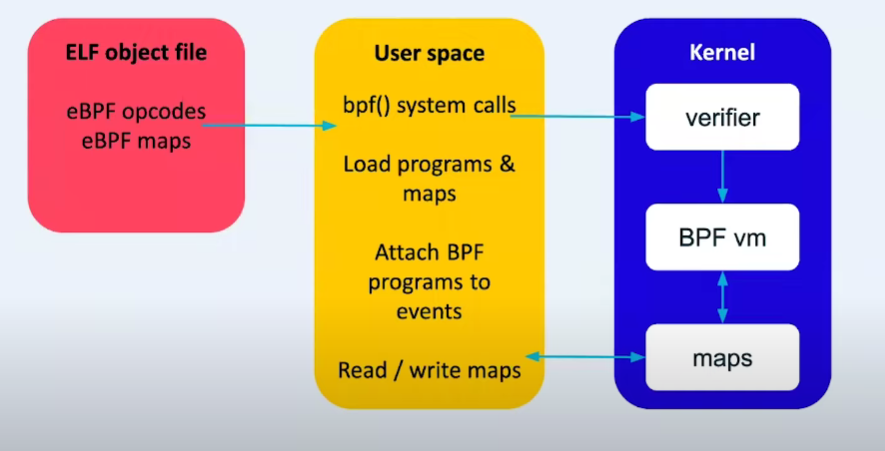 ELF object file
eBPF opcodes
eBPF maps
User space
bpf() system calls
Load programs &
maps
Attach BPF
programs to
events
Read / write maps
Kernel
verifier
BPF vm
maps